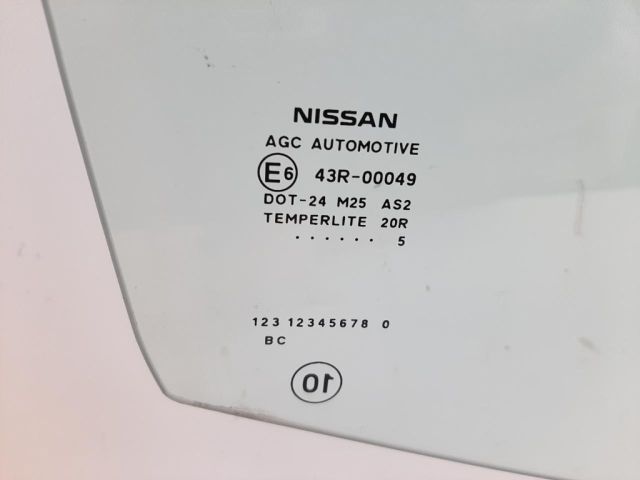 NISSAN
AGC AUTOMOTIVE
E6 43R-00049
DOT-24 M25 AS2
TEMPERLITE 20R
...... 5
123 12345678 0
BC
10